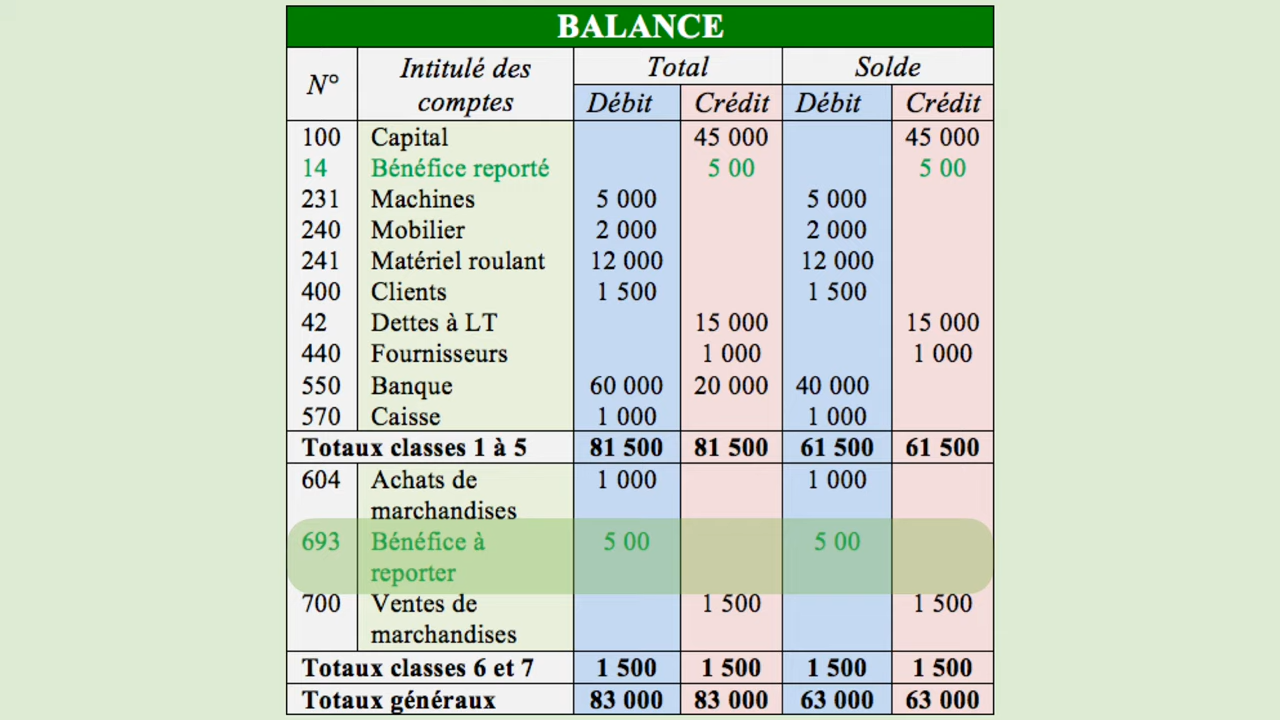 BALANCE
N° Intitulé des comptes Total Solde
Débit Crédit Débit Crédit
100 Capital 45 000 45 000
14 Bénéfice reporté 5 00 5 00
231 Machines 5 000 5 000
240 Mobilier 2 000 2 000
241 Matériel roulant 12 000 12 000
400 Clients 1 500 1 500
42 Dettes à LT 15 000 15 000
440 Fournisseurs 1 000 1 000
550 Banque 60 000 20 000 40 000
570 Caisse 1 000 1 000
Totaux classes 1 à 5 81 500 81 500 61 500 61 500
604 Achats de 1 000 1 000
marchandises
693 Bénéfice à 5 00 5 00
reporter
700 Ventes de 1 500 1 500
marchandises
Totaux classes 6 et 7 1 500 1 500 1 500 1 500
Totaux généraux 83 000 83 000 63 000 63 000